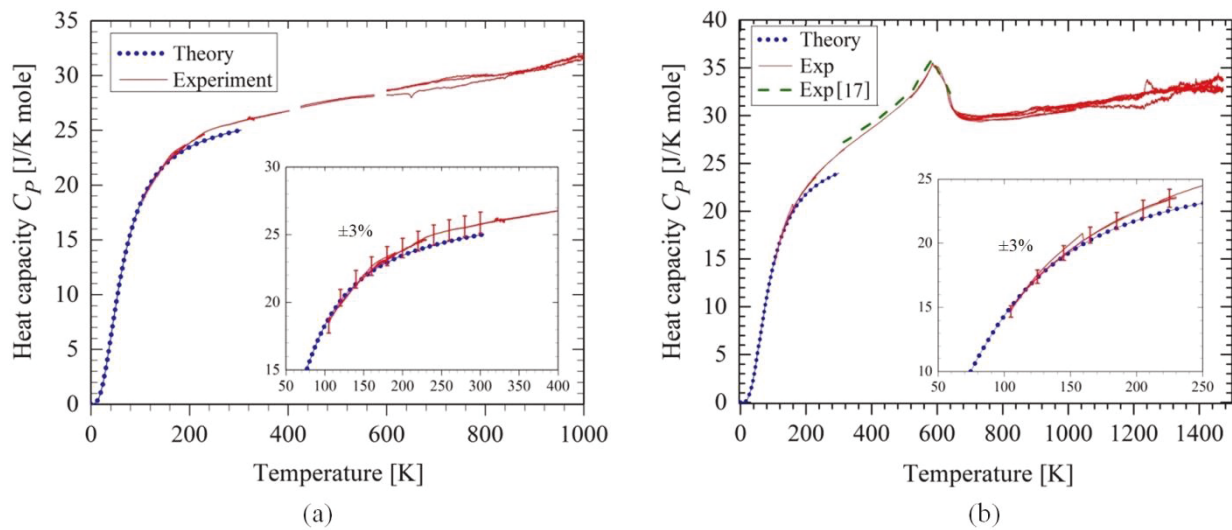 35
30
25
20
15
10
5
0
Heat capacity C_P [J/K mole]
Theory
Experiment
30
25
20
15
±3%
50 100 150 200 250 300 350 400
0 200 400 600 800 1000
Temperature [K]
(a)
40
35
30
25
20
15
10
5
0
Heat capacity C_P [J/K mole]
Theory
Exp
Exp [17]
25
20
15
10
±3%
50 100 150 200 250
0 200 400 600 800 1000 1200 1400
Temperature [K]
(b)